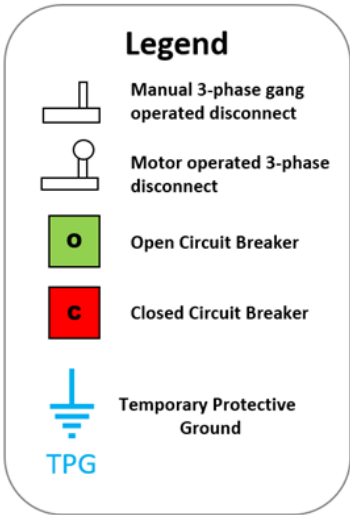 Legend
Manual 3-phase gang
operated disconnect
Motor operated 3-phase
disconnect
O
Open Circuit Breaker
C
Closed Circuit Breaker
Temporary Protective
Ground
TPG